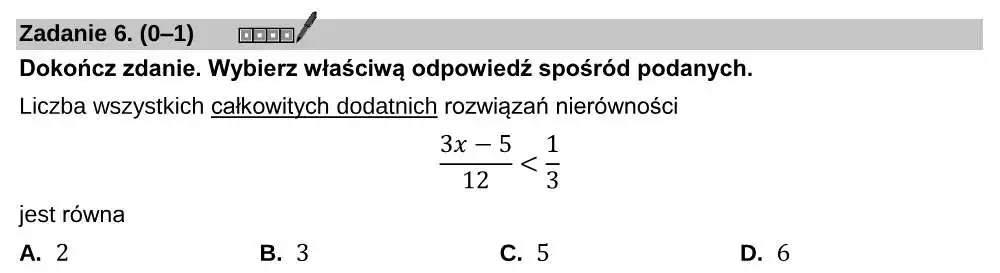 Zadanie 6. (0–1)
Dokończ zdanie. Wybierz właściwą odpowiedź spośród podanych.
Liczba wszystkich całkowitych dodatnich rozwiązań nierówności
3x − 5
12
<
1
3
jest równa
A. 2 B. 3 C. 5 D. 6